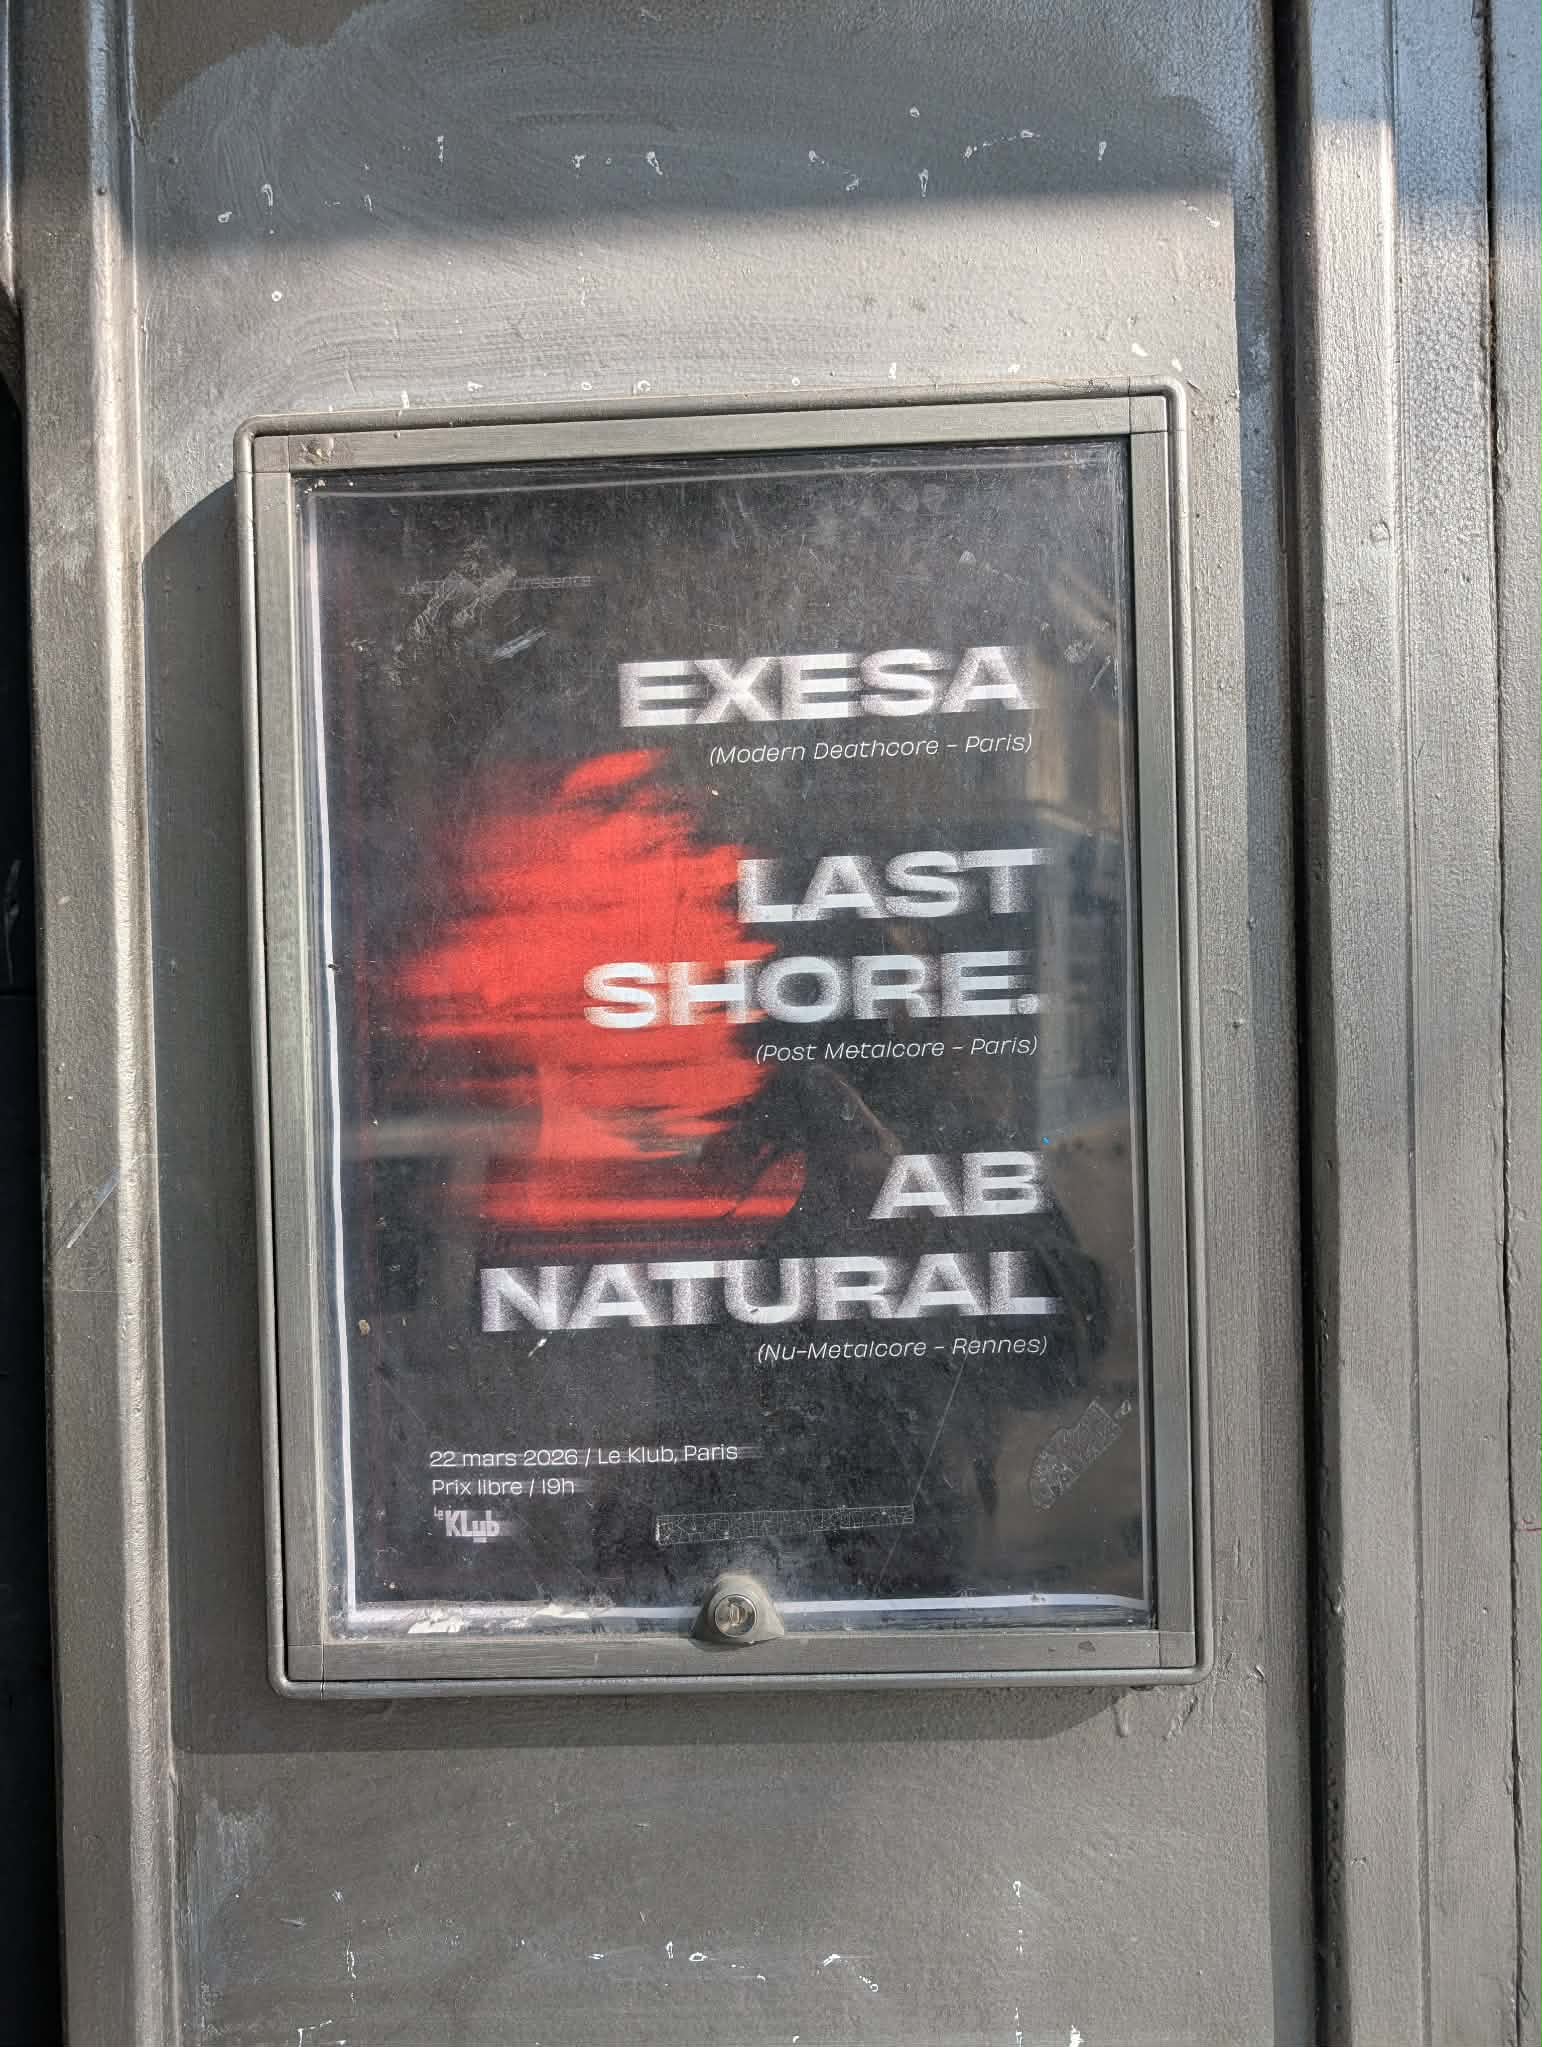 présente
EXESA
(Modern Deathcore - Paris)
LAST
SHORE.
(Post Metalcore - Paris)
AB
NATURAL
(Nu-Metalcore - Rennes)
22 mars 2026 / Le Klub, Paris
Prix libre / 19h
Le KLub